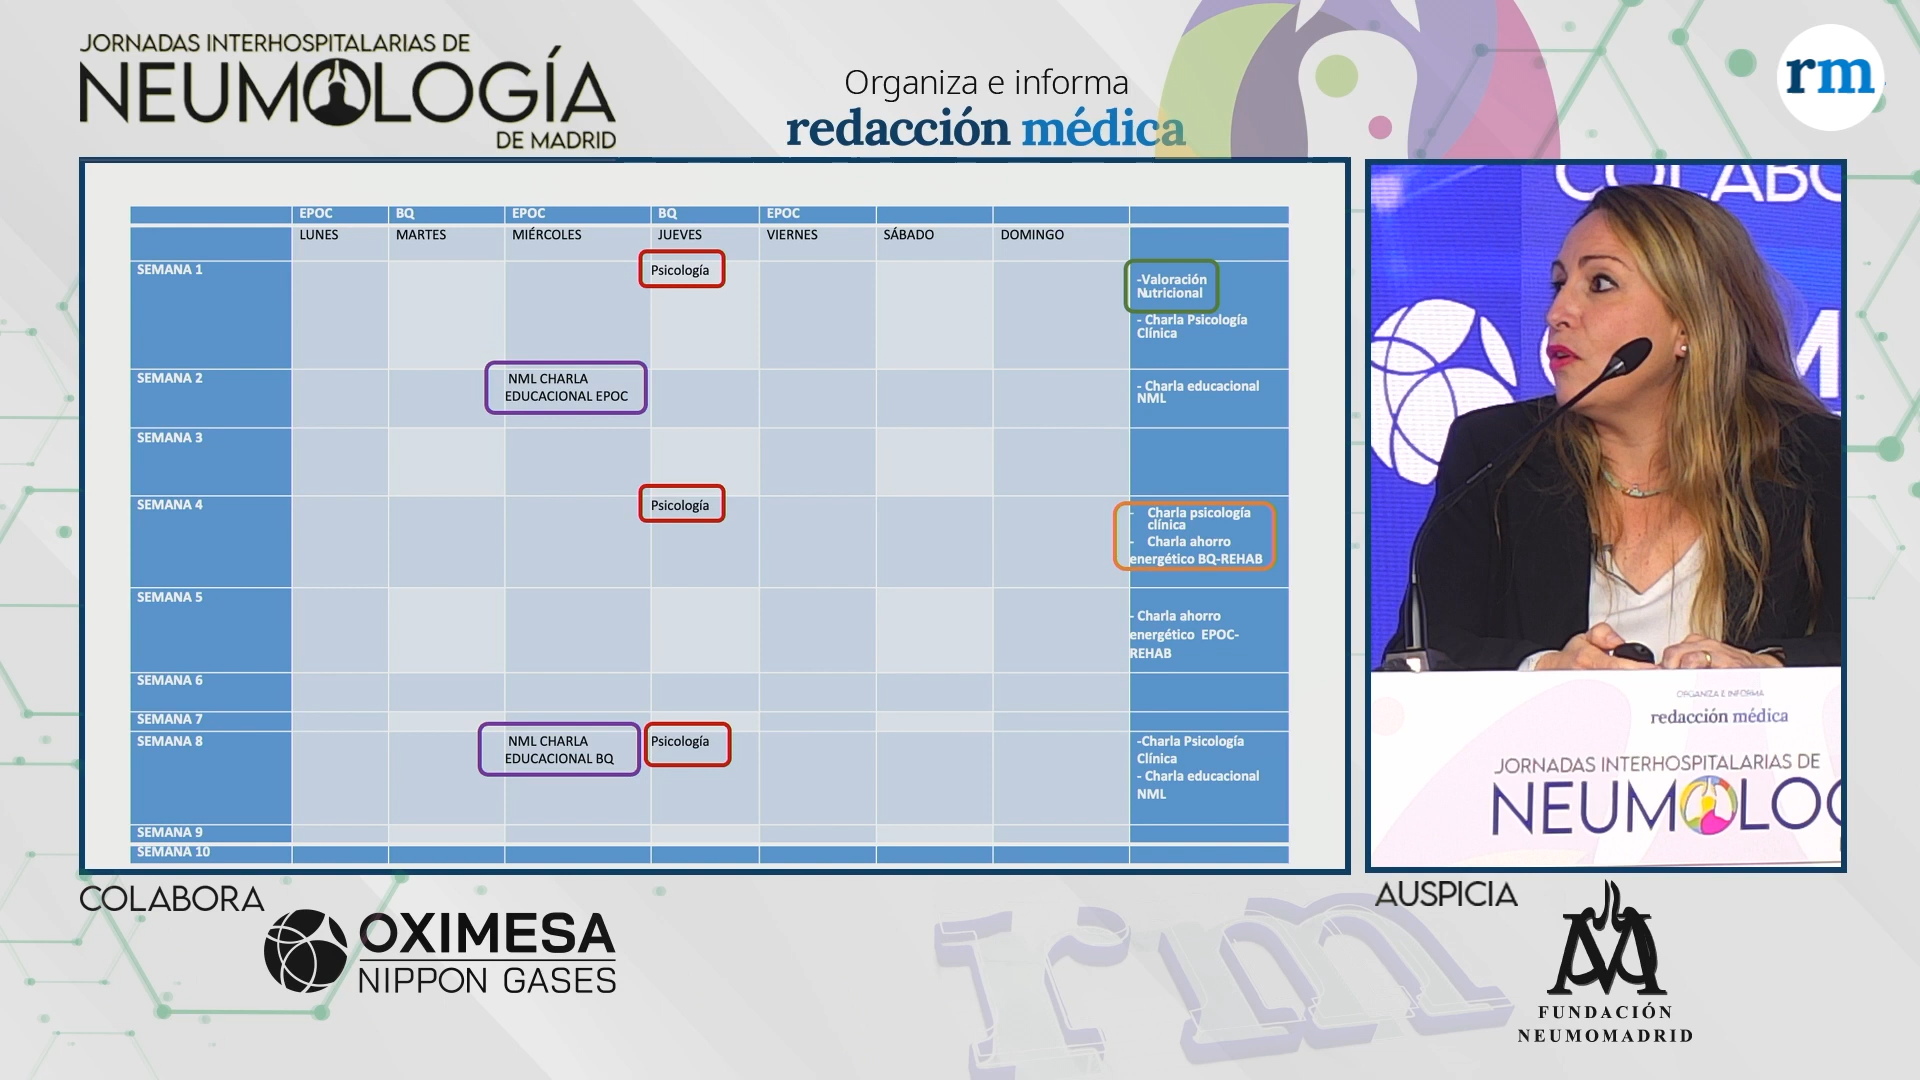 JORNADAS INTERHOSPITALARIAS DE
NEUMOLOGÍA
DE MADRID
Organiza e informa
redacción médica
rm
EPOC BQ EPOC BQ EPOC
LUNES MARTES MIÉRCOLES JUEVES VIERNES SÁBADO DOMINGO
SEMANA 1
Psicología
-Valoración
Nutricional
- Charla Psicología
Clínica
SEMANA 2
NML CHARLA
EDUCACIONAL EPOC
- Charla educacional
NML
SEMANA 3
SEMANA 4
Psicología
- Charla psicología
clínica
- Charla ahorro
energético BQ-REHAB
SEMANA 5
- Charla ahorro
energético EPOC-
REHAB
SEMANA 6
SEMANA 7
SEMANA 8
NML CHARLA
EDUCACIONAL BQ
Psicología
-Charla Psicología
Clínica
- Charla educacional
NML
SEMANA 9
SEMANA 10
COLABO
ORGANIZA E INFORMA
redacción médica
JORNADAS INTERHOSPITALARIAS DE
NEUMOLOG
COLABORA
OXIMESA
NIPPON GASES
rm
AUSPICIA
FUNDACIÓN
NEUMOMADRID